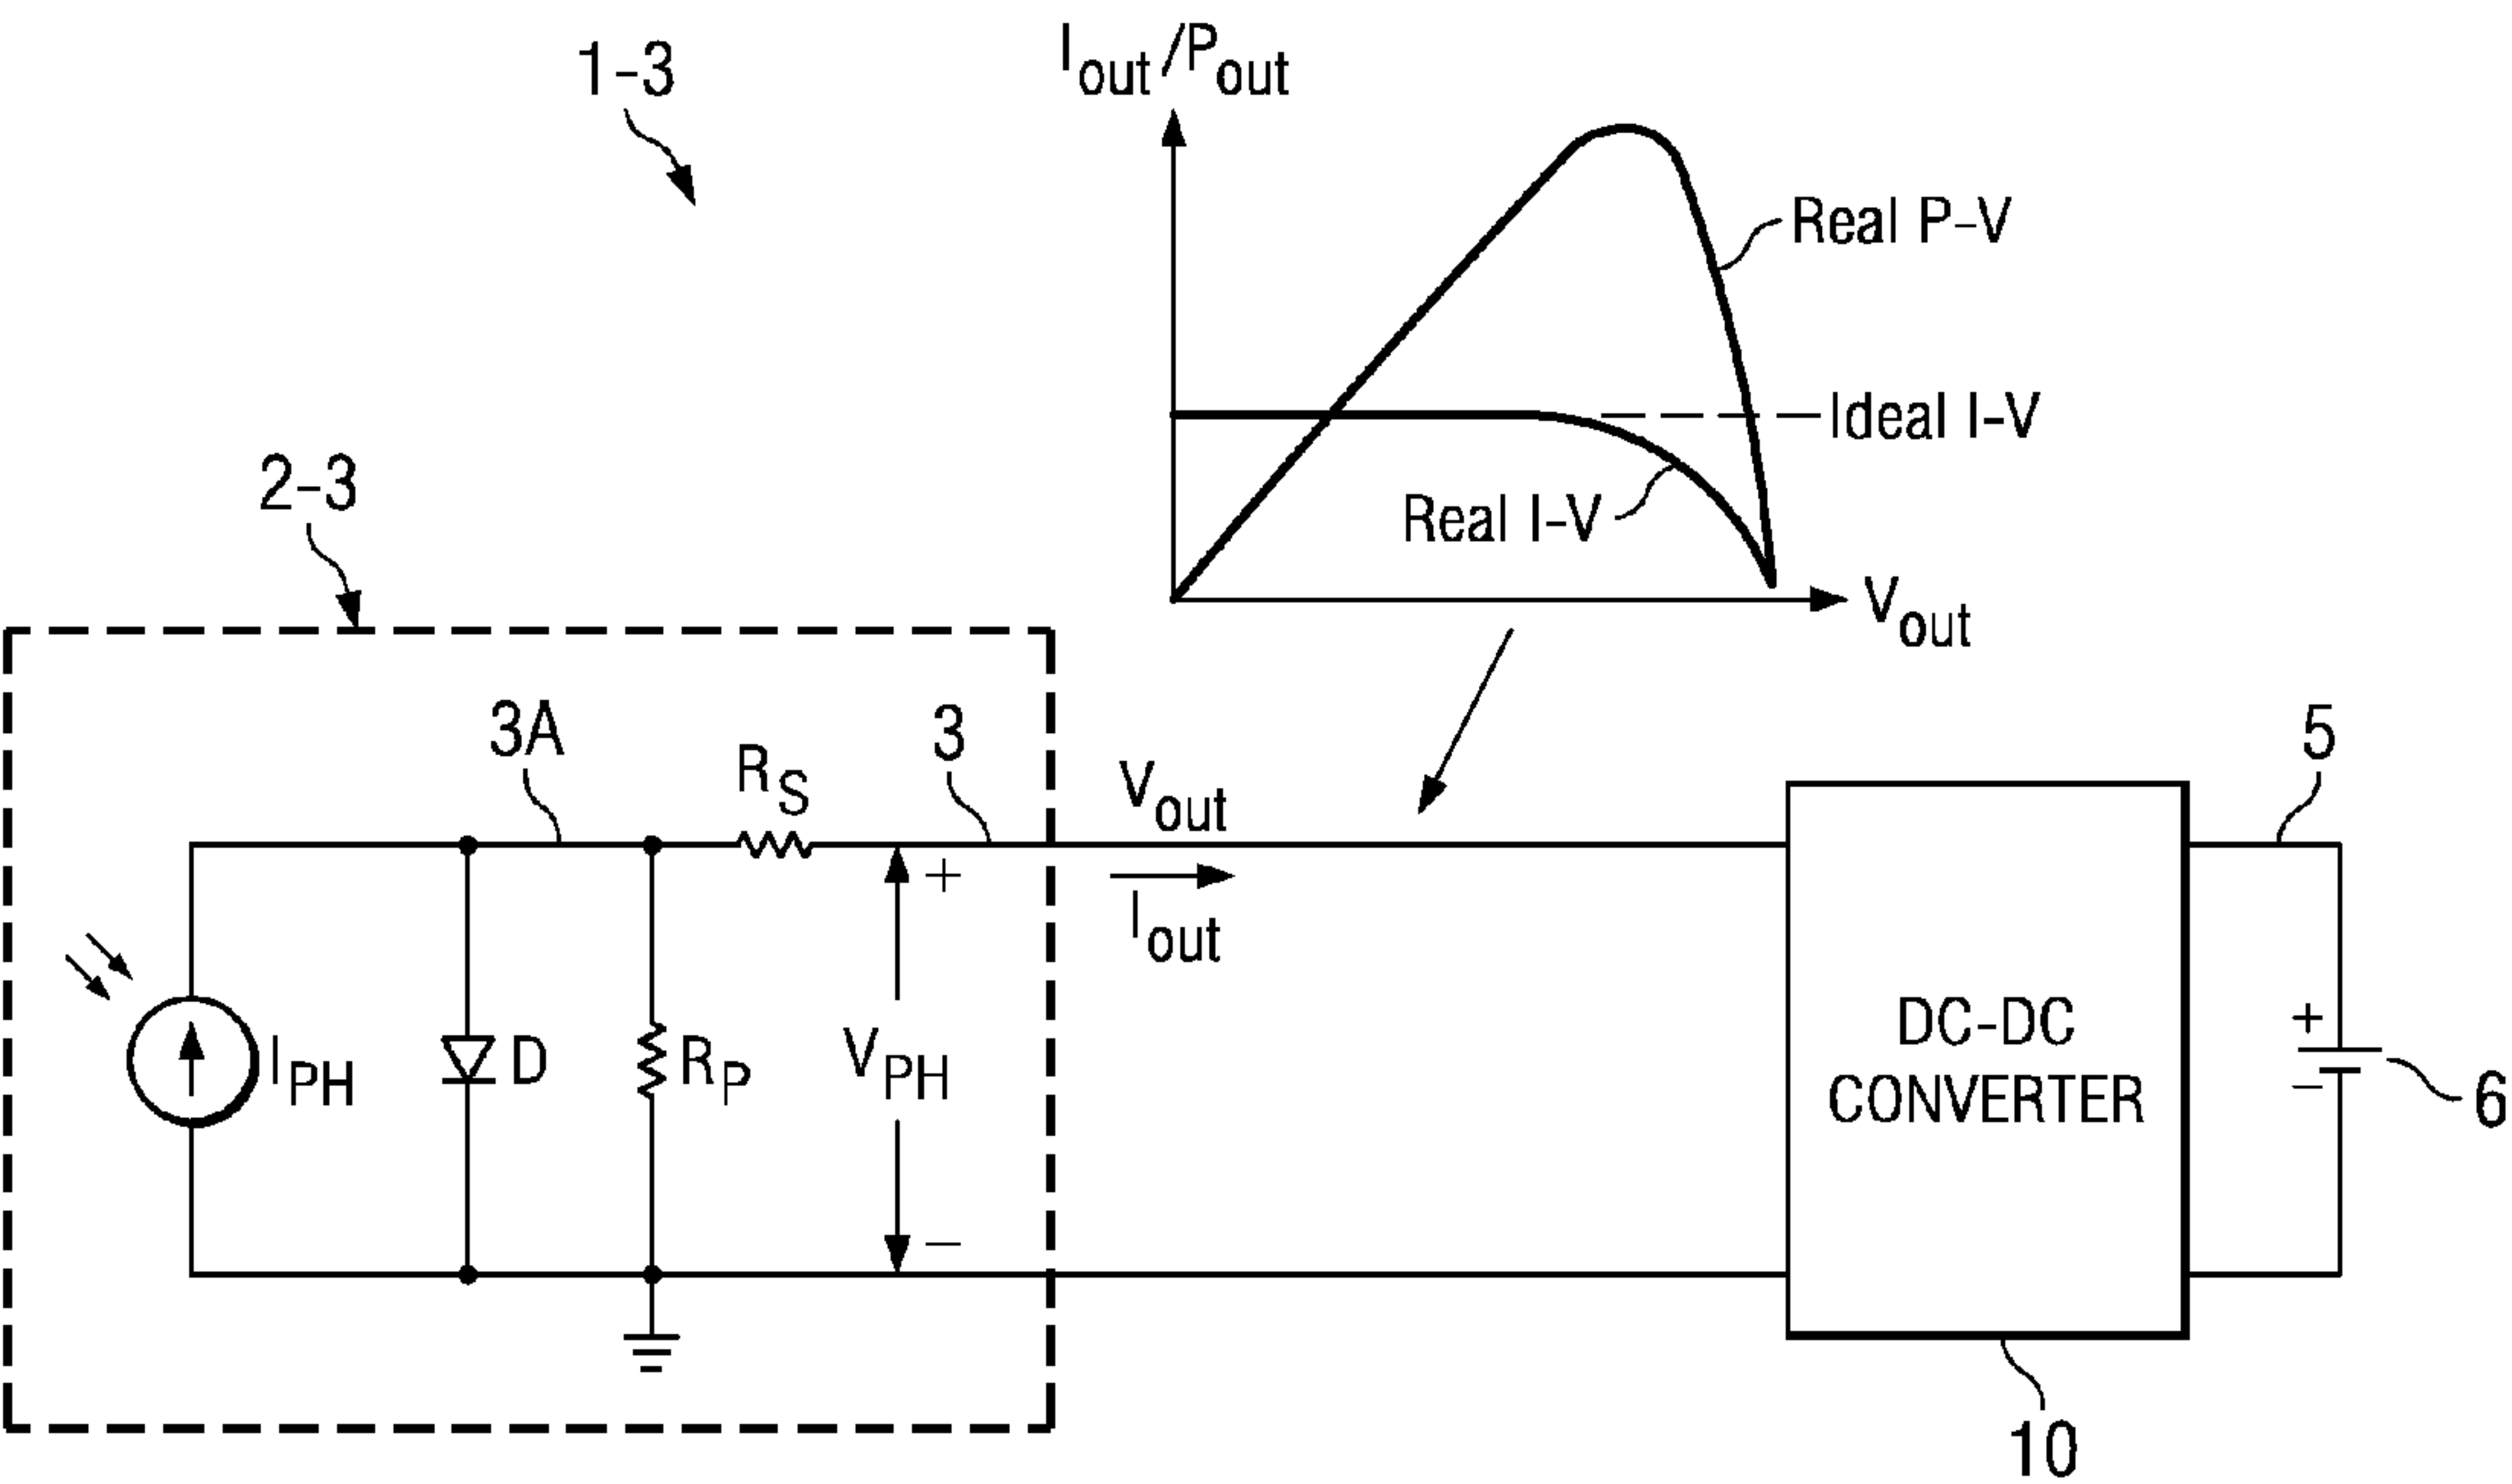 1-3
Iout/Pout
Real P-V
Ideal I-V
Real I-V
Vout
2-3
3A
RS
3
Vout
Iout
5
IPH
D
RP
+
VPH
−
DC-DC
CONVERTER
+
−
6
10